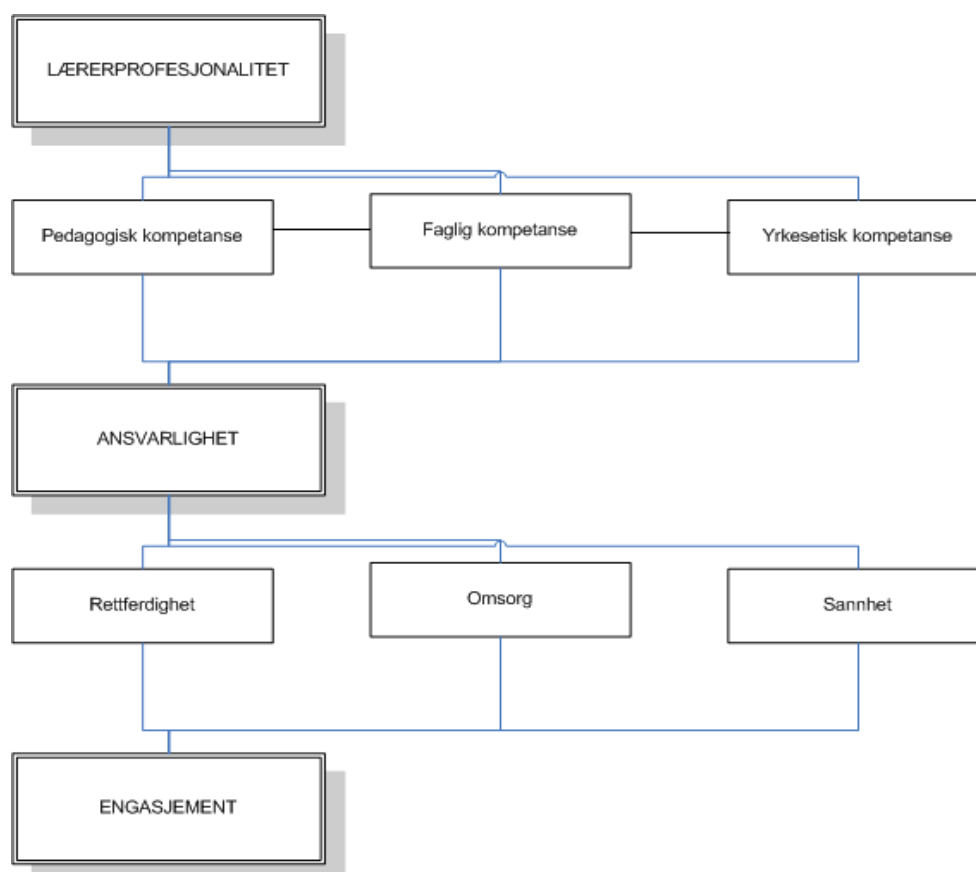 LÆRERPROFESJONALITET
Pedagogisk kompetanse
Faglig kompetanse
Yrkesetisk kompetanse
ANSVARLIGHET
Rettferdighet
Omsorg
Sannhet
ENGASJEMENT